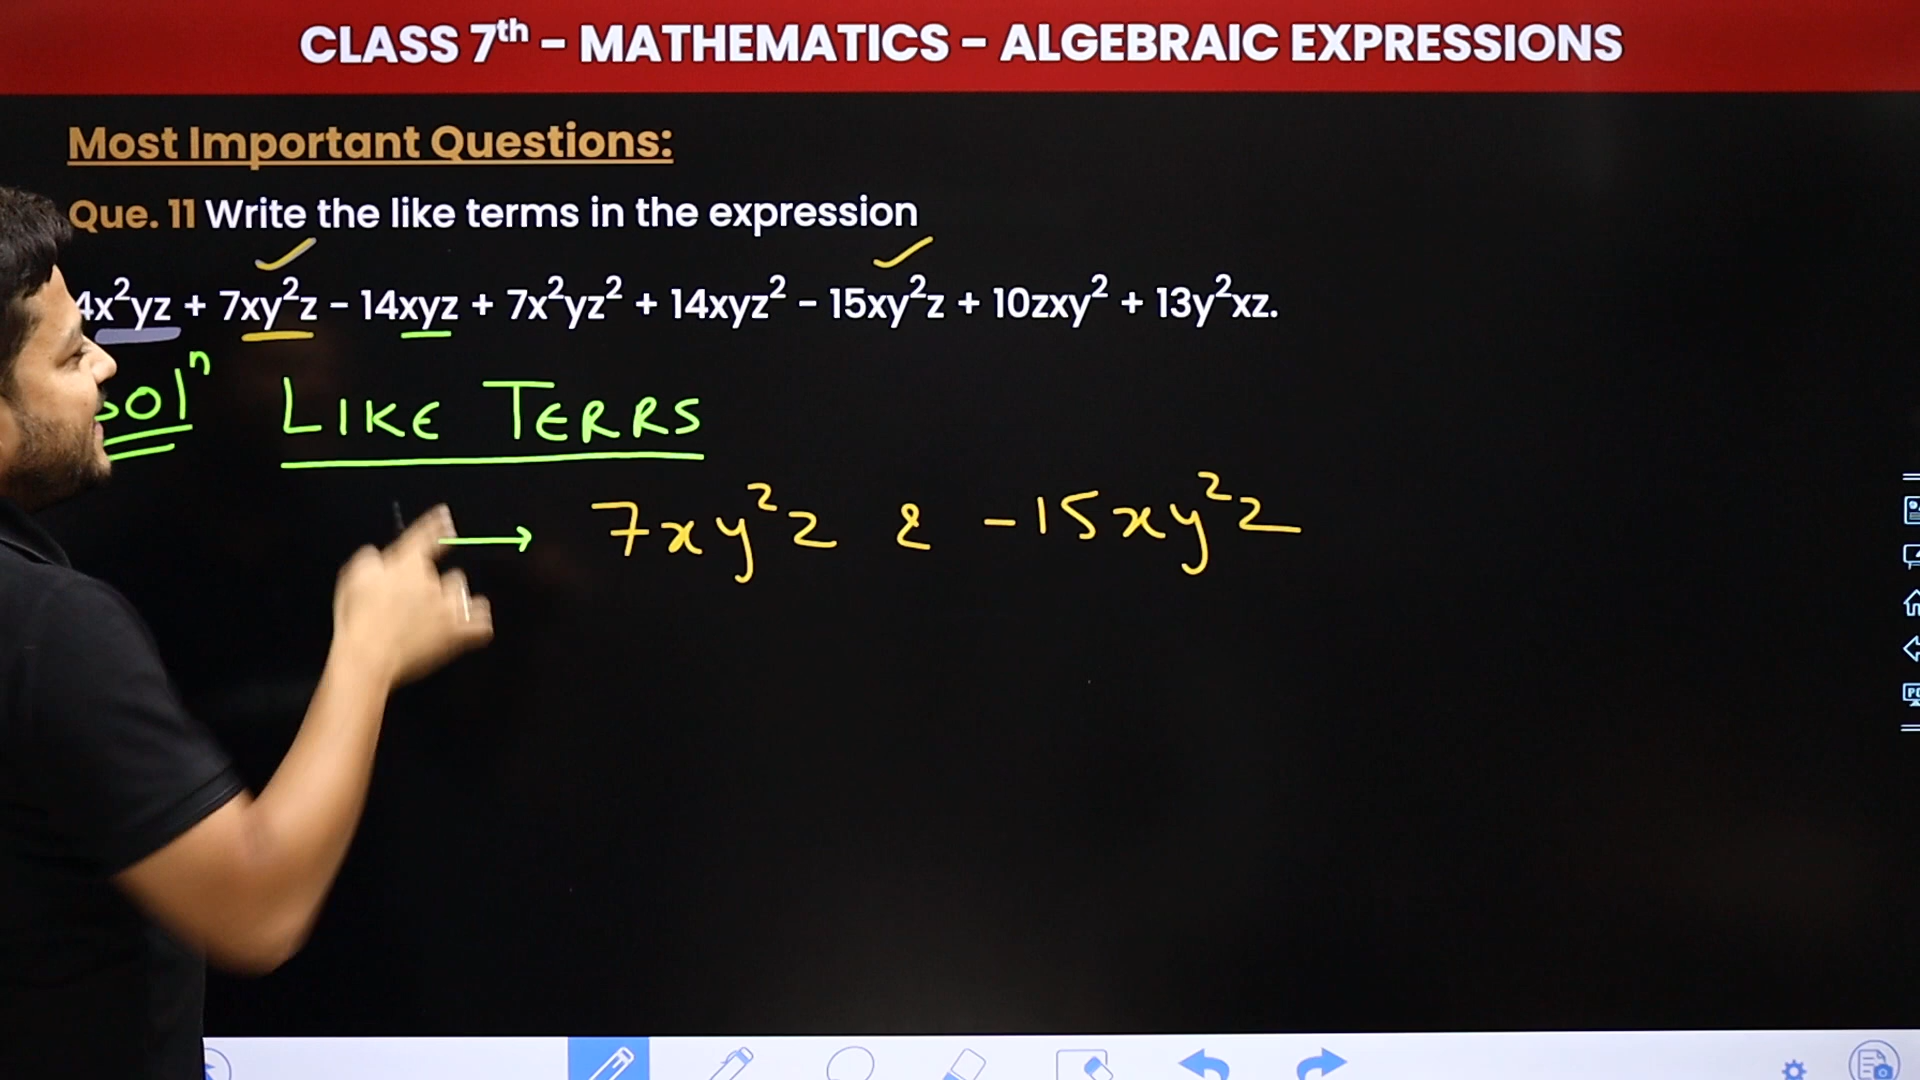 CLASS 7th - MATHEMATICS - ALGEBRAIC EXPRESSIONS
Most Important Questions:
Que. 11 Write the like terms in the expression
4x²yz + 7xy²z - 14xyz + 7x²yz² + 14xyz² - 15xy²z + 10zxy² + 13y²xz.
Solⁿ LIKE TERRS
→ 7xy²z & -15xy²z